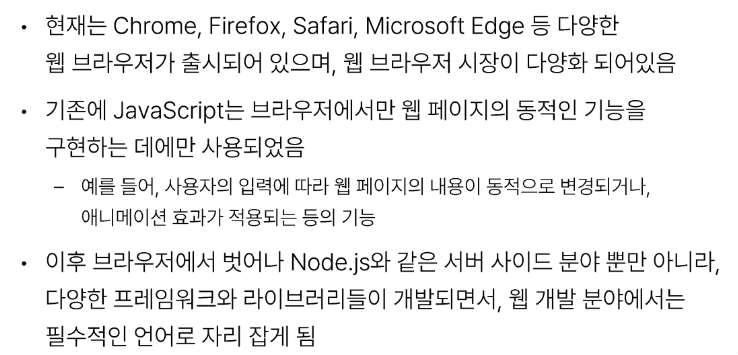 • 현재는 Chrome, Firefox, Safari, Microsoft Edge 등 다양한
웹 브라우저가 출시되어 있으며, 웹 브라우저 시장이 다양화 되어있음
• 기존에 JavaScript는 브라우저에서만 웹 페이지의 동적인 기능을
구현하는 데에만 사용되었음
– 예를 들어, 사용자의 입력에 따라 웹 페이지의 내용이 동적으로 변경되거나,
애니메이션 효과가 적용되는 등의 기능
• 이후 브라우저에서 벗어나 Node.js와 같은 서버 사이드 분야 뿐만 아니라,
다양한 프레임워크와 라이브러리들이 개발되면서, 웹 개발 분야에서는
필수적인 언어로 자리 잡게 됨